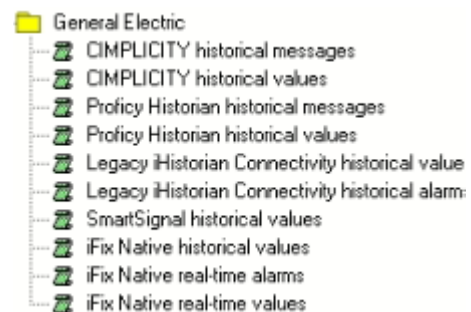 General Electric
CIMPLICITY historical messages
CIMPLICITY historical values
Proficy Historian historical messages
Proficy Historian historical values
Legacy iHistorian Connectivity historical value
Legacy iHistorian Connectivity historical alarm
SmartSignal historical values
iFix Native historical values
iFix Native real-time alarms
iFix Native real-time values